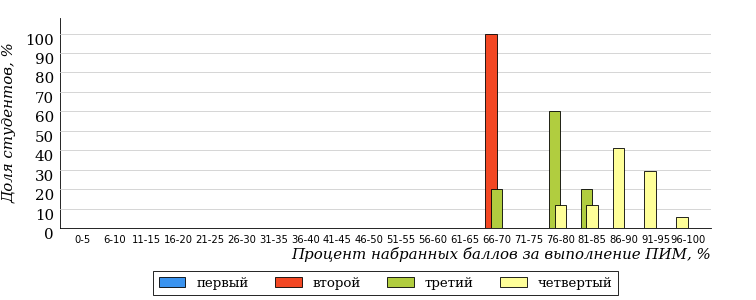 Доля студентов, %
100
90
80
70
60
50
40
30
20
10
0
0-5 6-10 11-15 16-20 21-25 26-30 31-35 36-40 41-45 46-50 51-55 56-60 61-65 66-70 71-75 76-80 81-85 86-90 91-95 96-100
Процент набранных баллов за выполнение ПИМ, %
первый второй третий четвертый